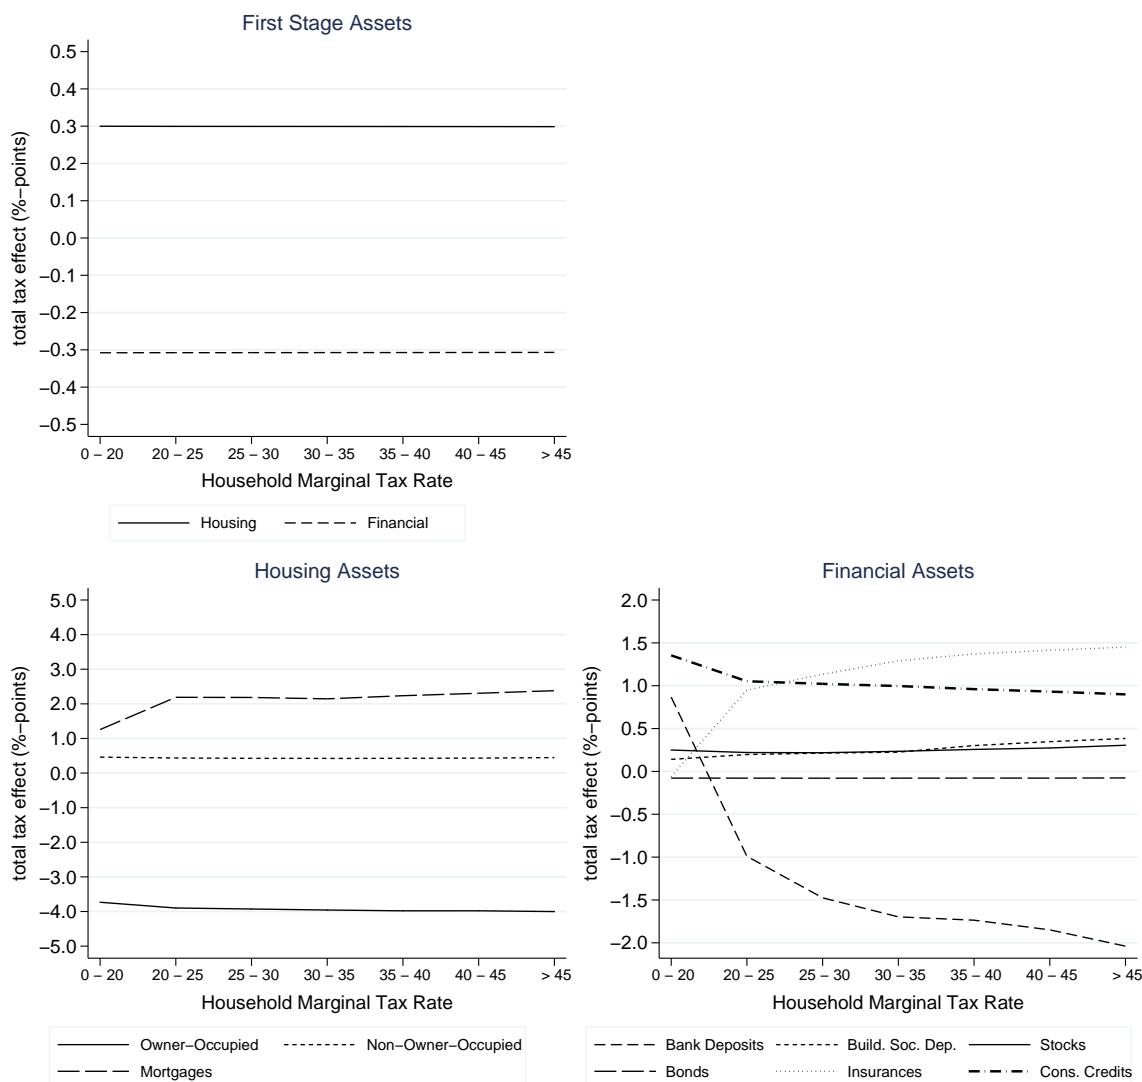 First Stage Assets
total tax effect (%−points)
0.5
0.4
0.3
0.2
0.1
0.0
−0.1
−0.2
−0.3
−0.4
−0.5
0 − 20 20 − 25 25 − 30 30 − 35 35 − 40 40 − 45 > 45
Household Marginal Tax Rate
Housing Financial
Housing Assets
total tax effect (%−points)
5.0
4.0
3.0
2.0
1.0
0.0
−1.0
−2.0
−3.0
−4.0
−5.0
0 − 20 20 − 25 25 − 30 30 − 35 35 − 40 40 − 45 > 45
Household Marginal Tax Rate
Owner−Occupied Non−Owner−Occupied
Mortgages
Financial Assets
total tax effect (%−points)
2.0
1.5
1.0
0.5
0.0
−0.5
−1.0
−1.5
−2.0
0 − 20 20 − 25 25 − 30 30 − 35 35 − 40 40 − 45 > 45
Household Marginal Tax Rate
Bank Deposits Build. Soc. Dep. Stocks
Bonds Insurances Cons. Credits